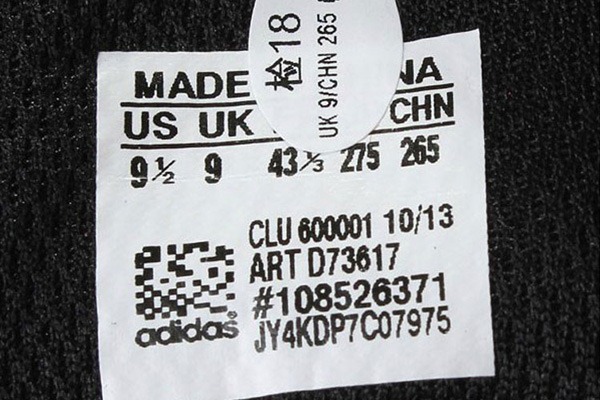 检18
UK 9/CHN 265
MADE NA
US UK CHN
9½ 9 43⅓ 275 265
CLU 600001 10/13
ART D73617
#108526371
adidas® JY4KDP7C07975